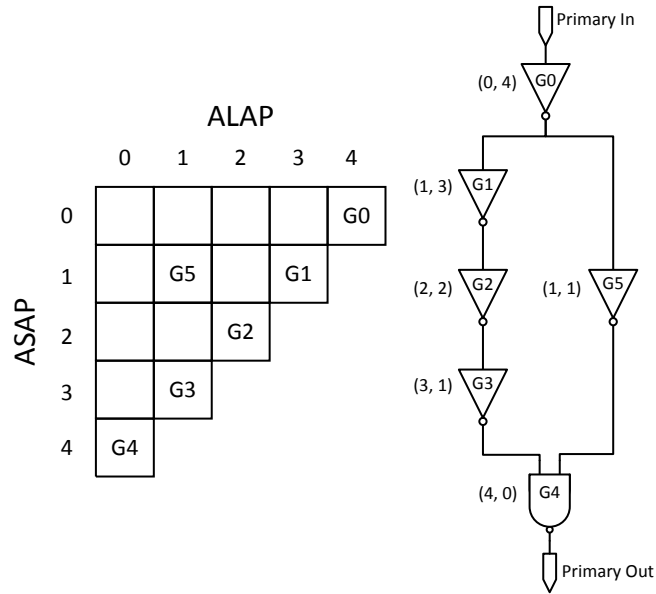 ALAP
0 1 2 3 4
ASAP
0 G0
1 G5 G1
2 G2
3 G3
4 G4
Primary In
(0, 4) G0
(1, 3) G1
(2, 2) G2
(1, 1) G5
(3, 1) G3
(4, 0) G4
Primary Out